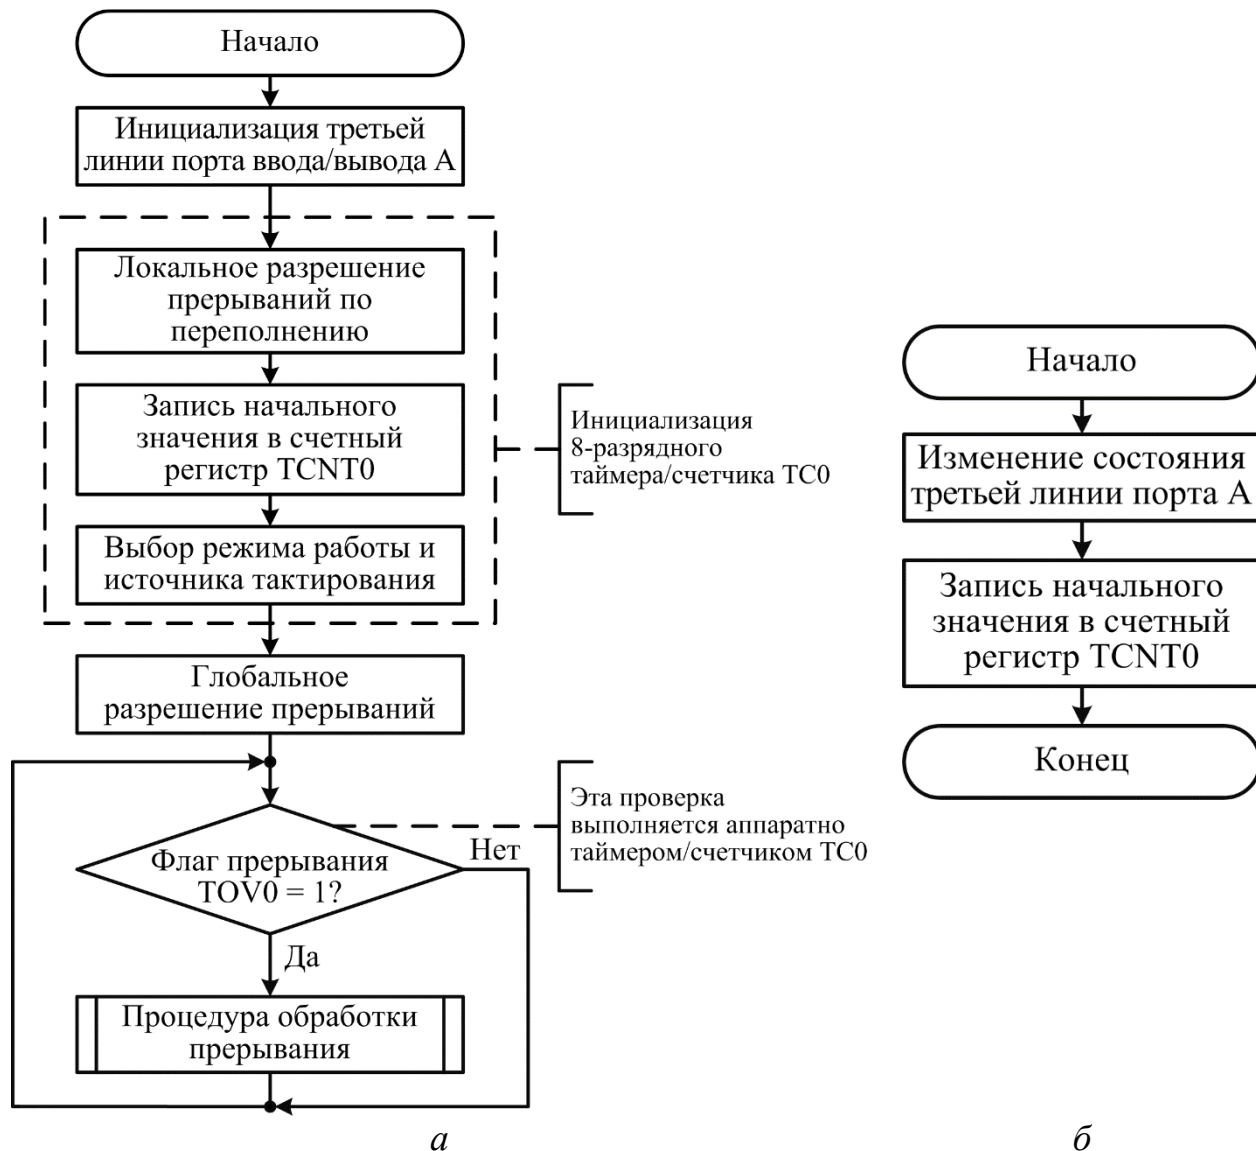 Начало
Инициализация третьей
линии порта ввода/вывода А
Локальное разрешение
прерываний по
переполнению
Запись начального
значения в счетный
регистр TCNT0
Выбор режима работы и
источника тактирования
Инициализация
8-разрядного
таймера/счетчика TC0
Глобальное
разрешение прерываний
Флаг прерывания
TOV0 = 1?
Нет
Да
Эта проверка
выполняется аппаратно
таймером/счетчиком TC0
Процедура обработки
прерывания
а
Начало
Изменение состояния
третьей линии порта А
Запись начального
значения в счетный
регистр TCNT0
Конец
б